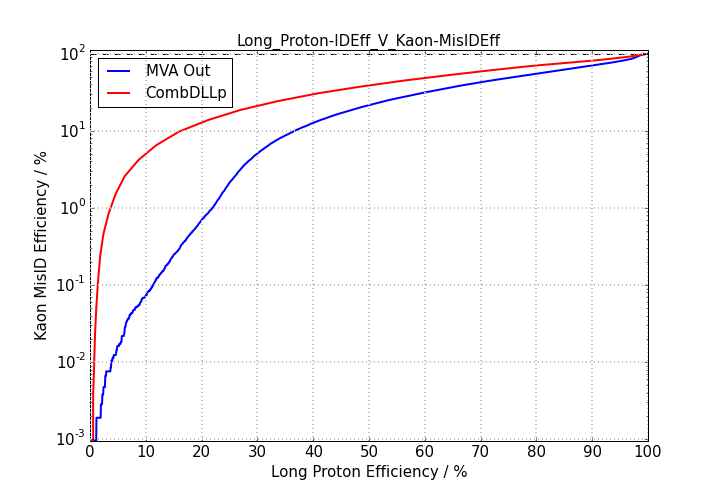 Long_Proton-IDEff_V_Kaon-MisIDEff
MVA Out
CombDLLp
Kaon MisID Efficiency / %
10^2
10^1
10^0
10^-1
10^-2
10^-3
0 10 20 30 40 50 60 70 80 90 100
Long Proton Efficiency / %